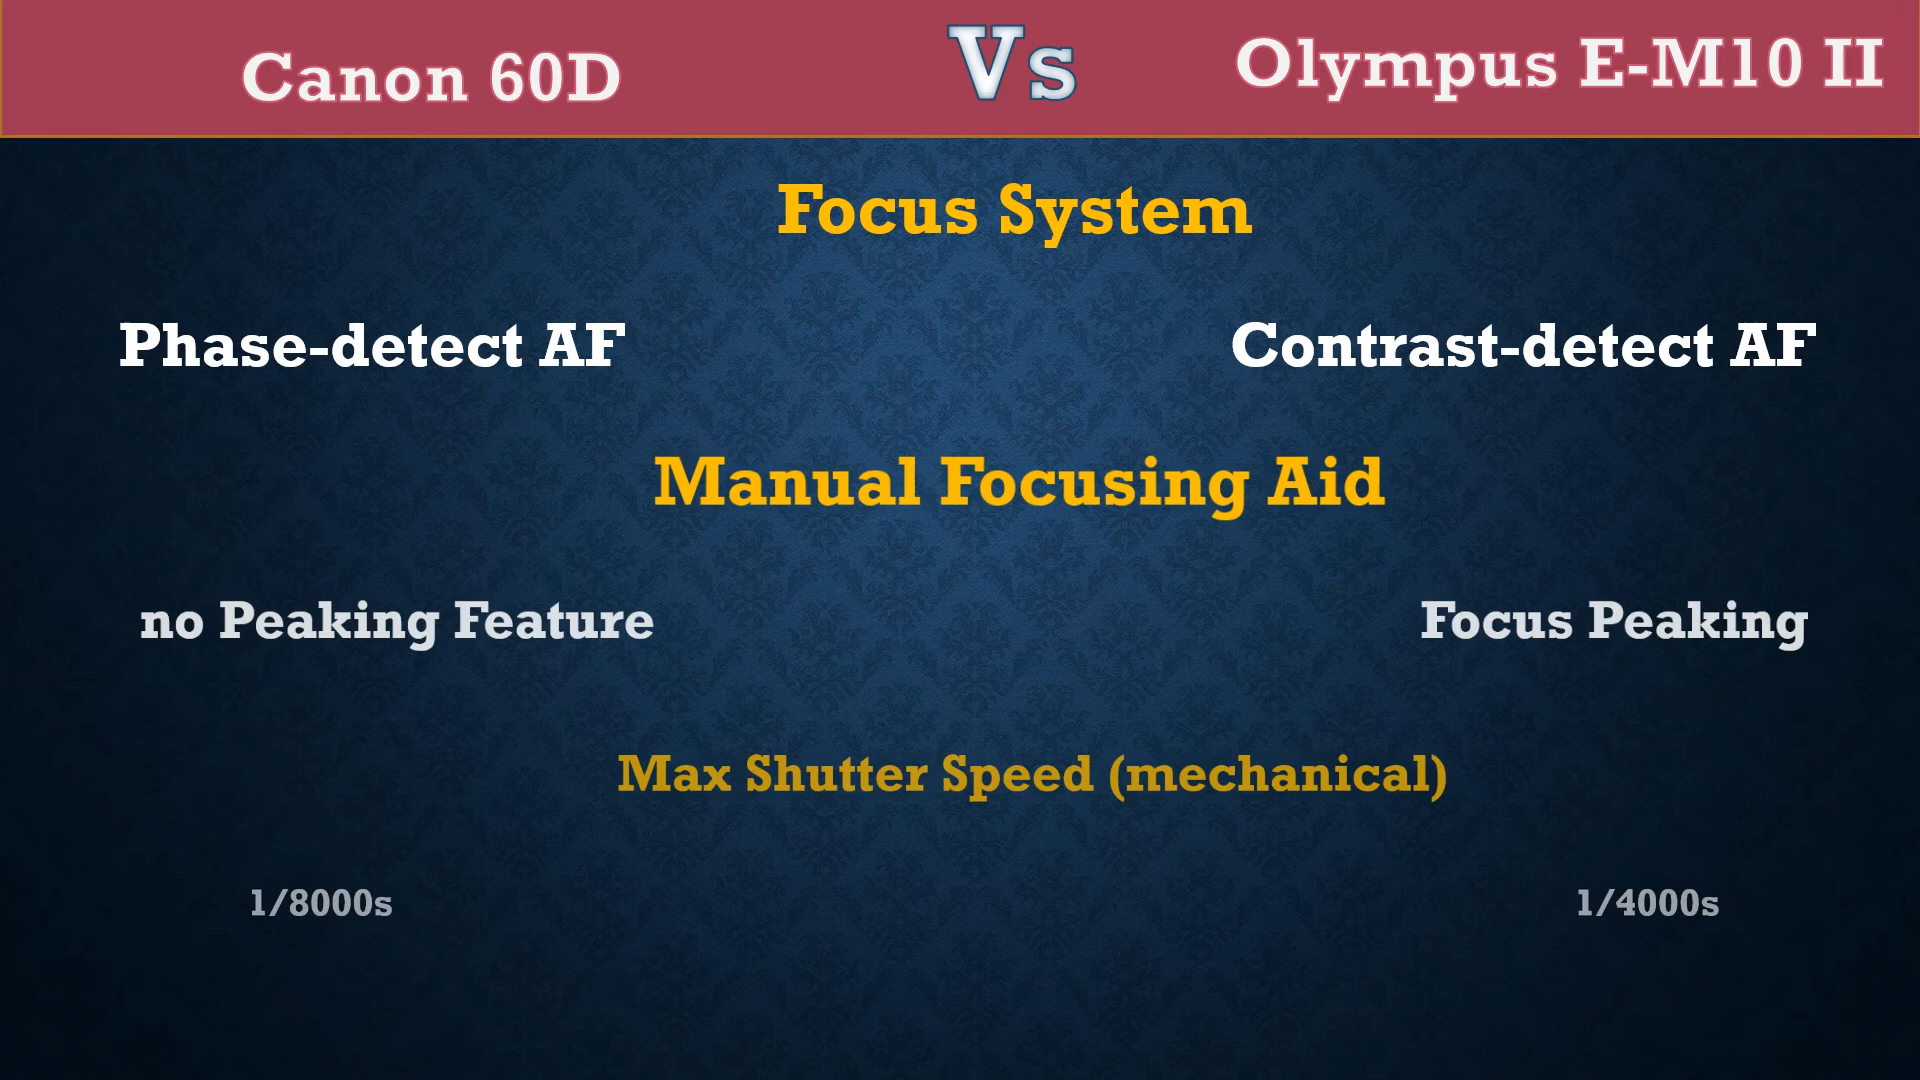 Canon 60D Vs Olympus E-M10 II
Focus System
Phase-detect AF Contrast-detect AF
Manual Focusing Aid
no Peaking Feature Focus Peaking
Max Shutter Speed (mechanical)
1/8000s 1/4000s